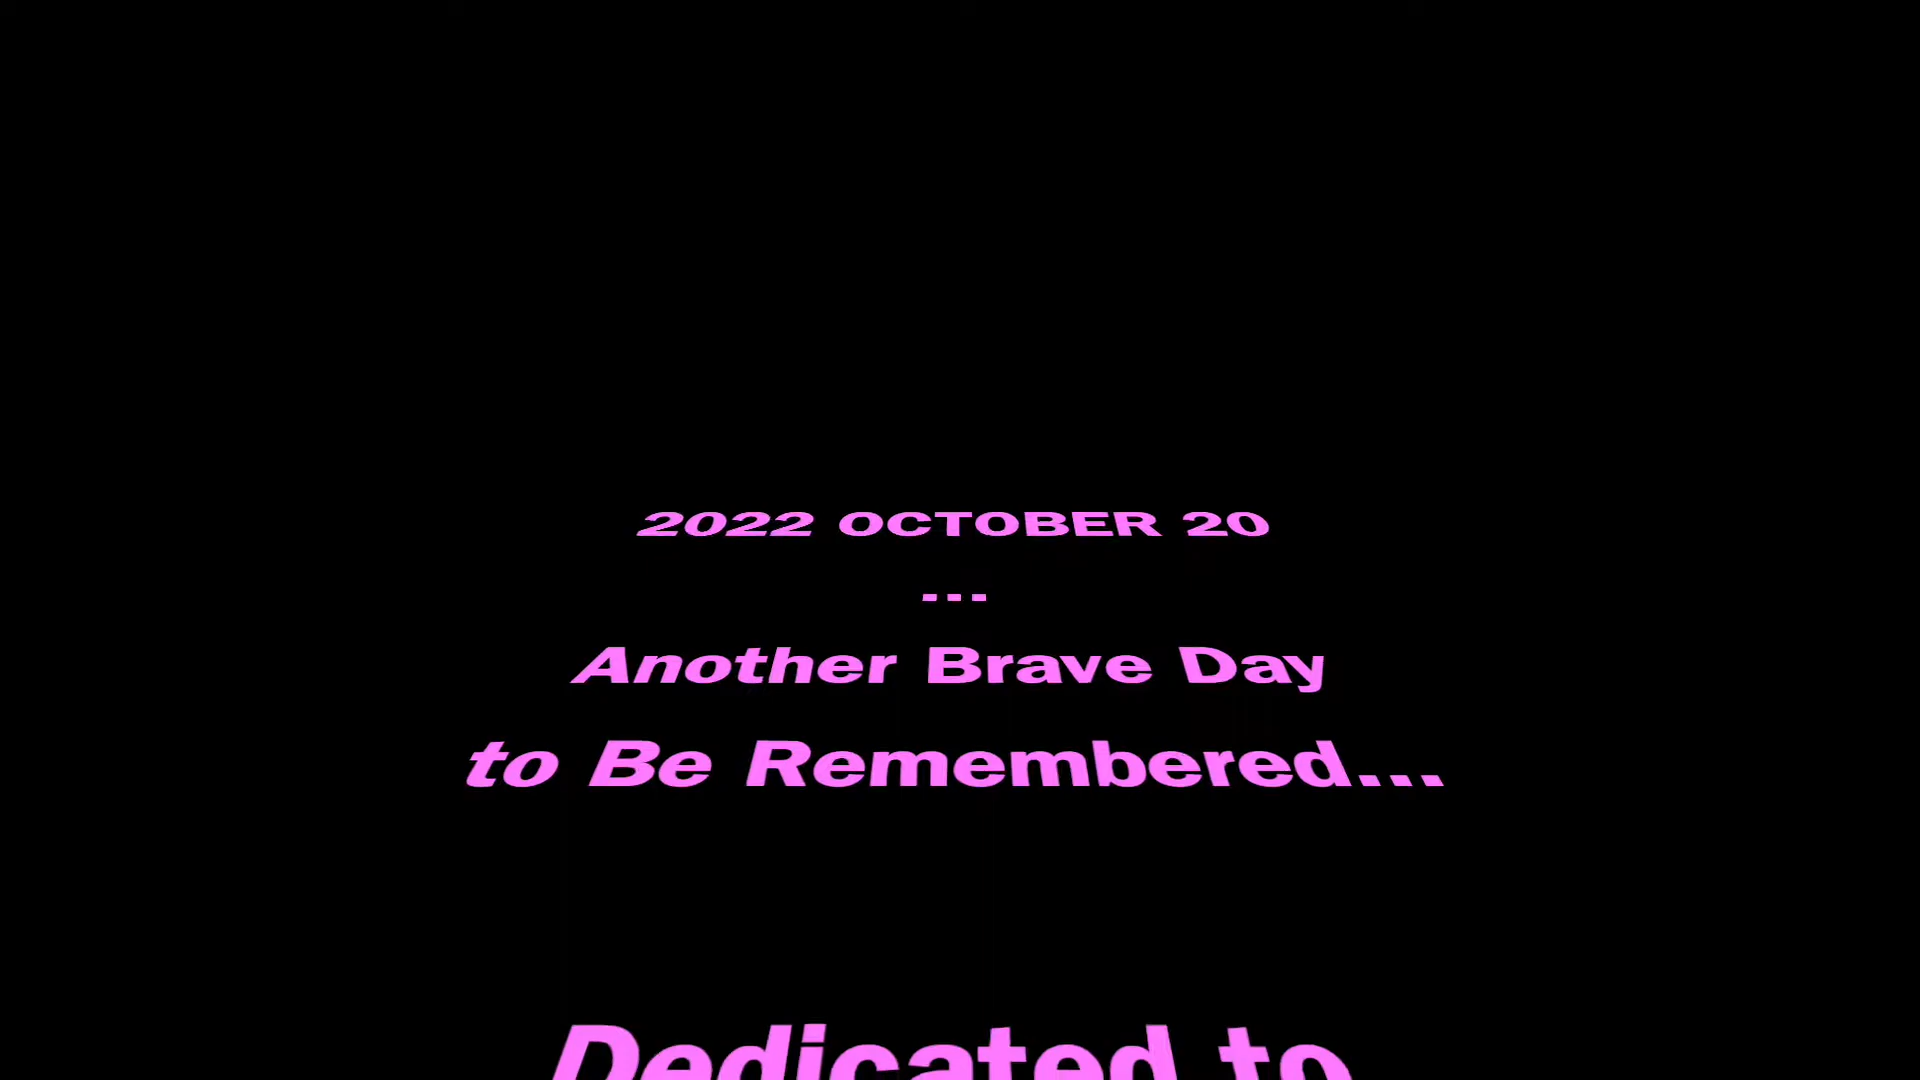 2022 OCTOBER 20
---
Another Brave Day
to Be Remembered...
Dedicated to